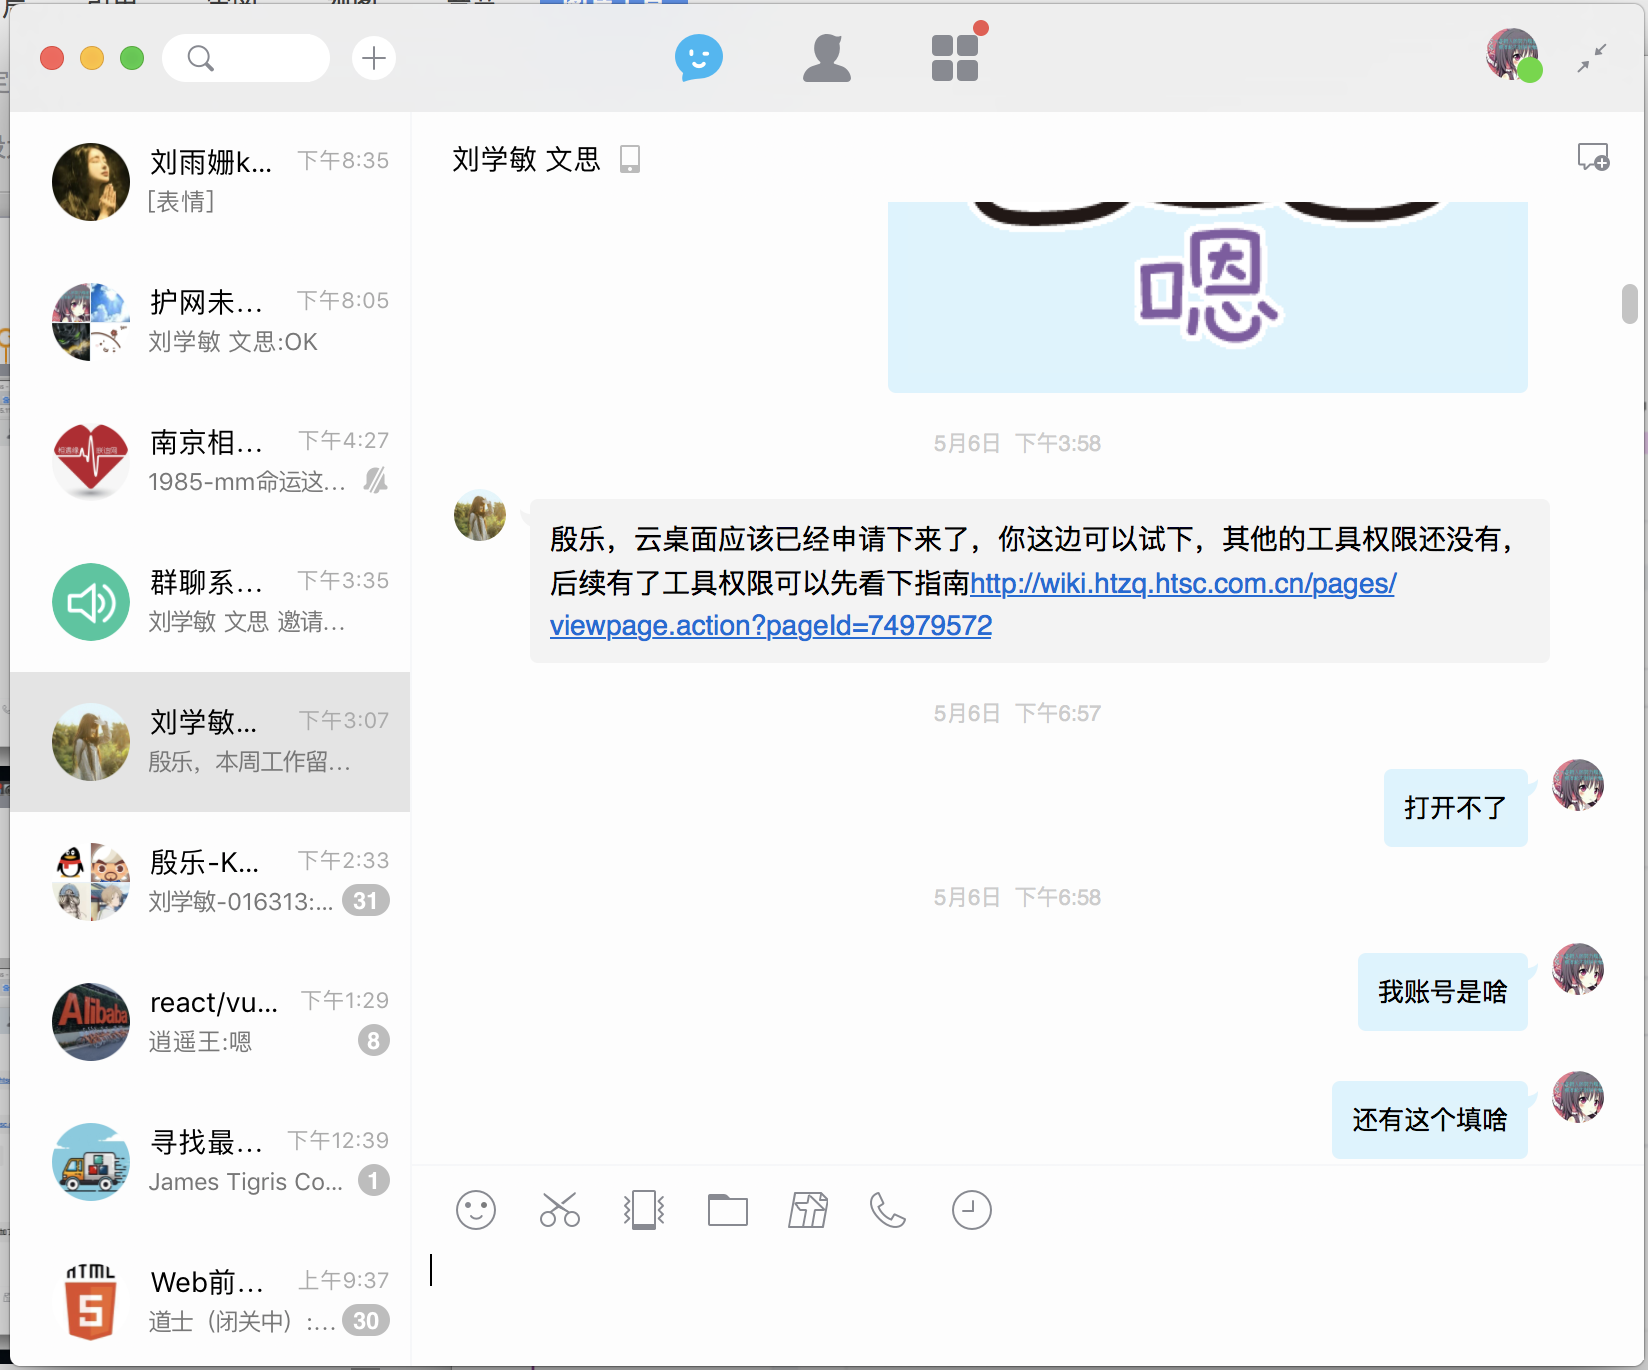 刘雨姗k... 下午8:35
[表情]
护网未... 下午8:05
刘学敏 文思:OK
南京相... 下午4:27
1985-mm命运这...
群聊系... 下午3:35
刘学敏 文思 邀请...
刘学敏... 下午3:07
殷乐，本周工作留...
殷乐-K... 下午2:33
刘学敏-016313:... 31
Alibaba
react/vu... 下午1:29
逍遥王:嗯 8
寻找最... 下午12:39
James Tigris Co... 1
HTML
5
Web前... 上午9:37
道士（闭关中）:... 30
刘学敏 文思
嗯
5月6日 下午3:58
殷乐，云桌面应该已经申请下来了，你这边可以试下，其他的工具权限还没有，
后续有了工具权限可以先看下指南http://wiki.htzq.htsc.com.cn/pages/
viewpage.action?pageId=74979572
5月6日 下午6:57
打开不了
5月6日 下午6:58
我账号是啥
还有这个填啥